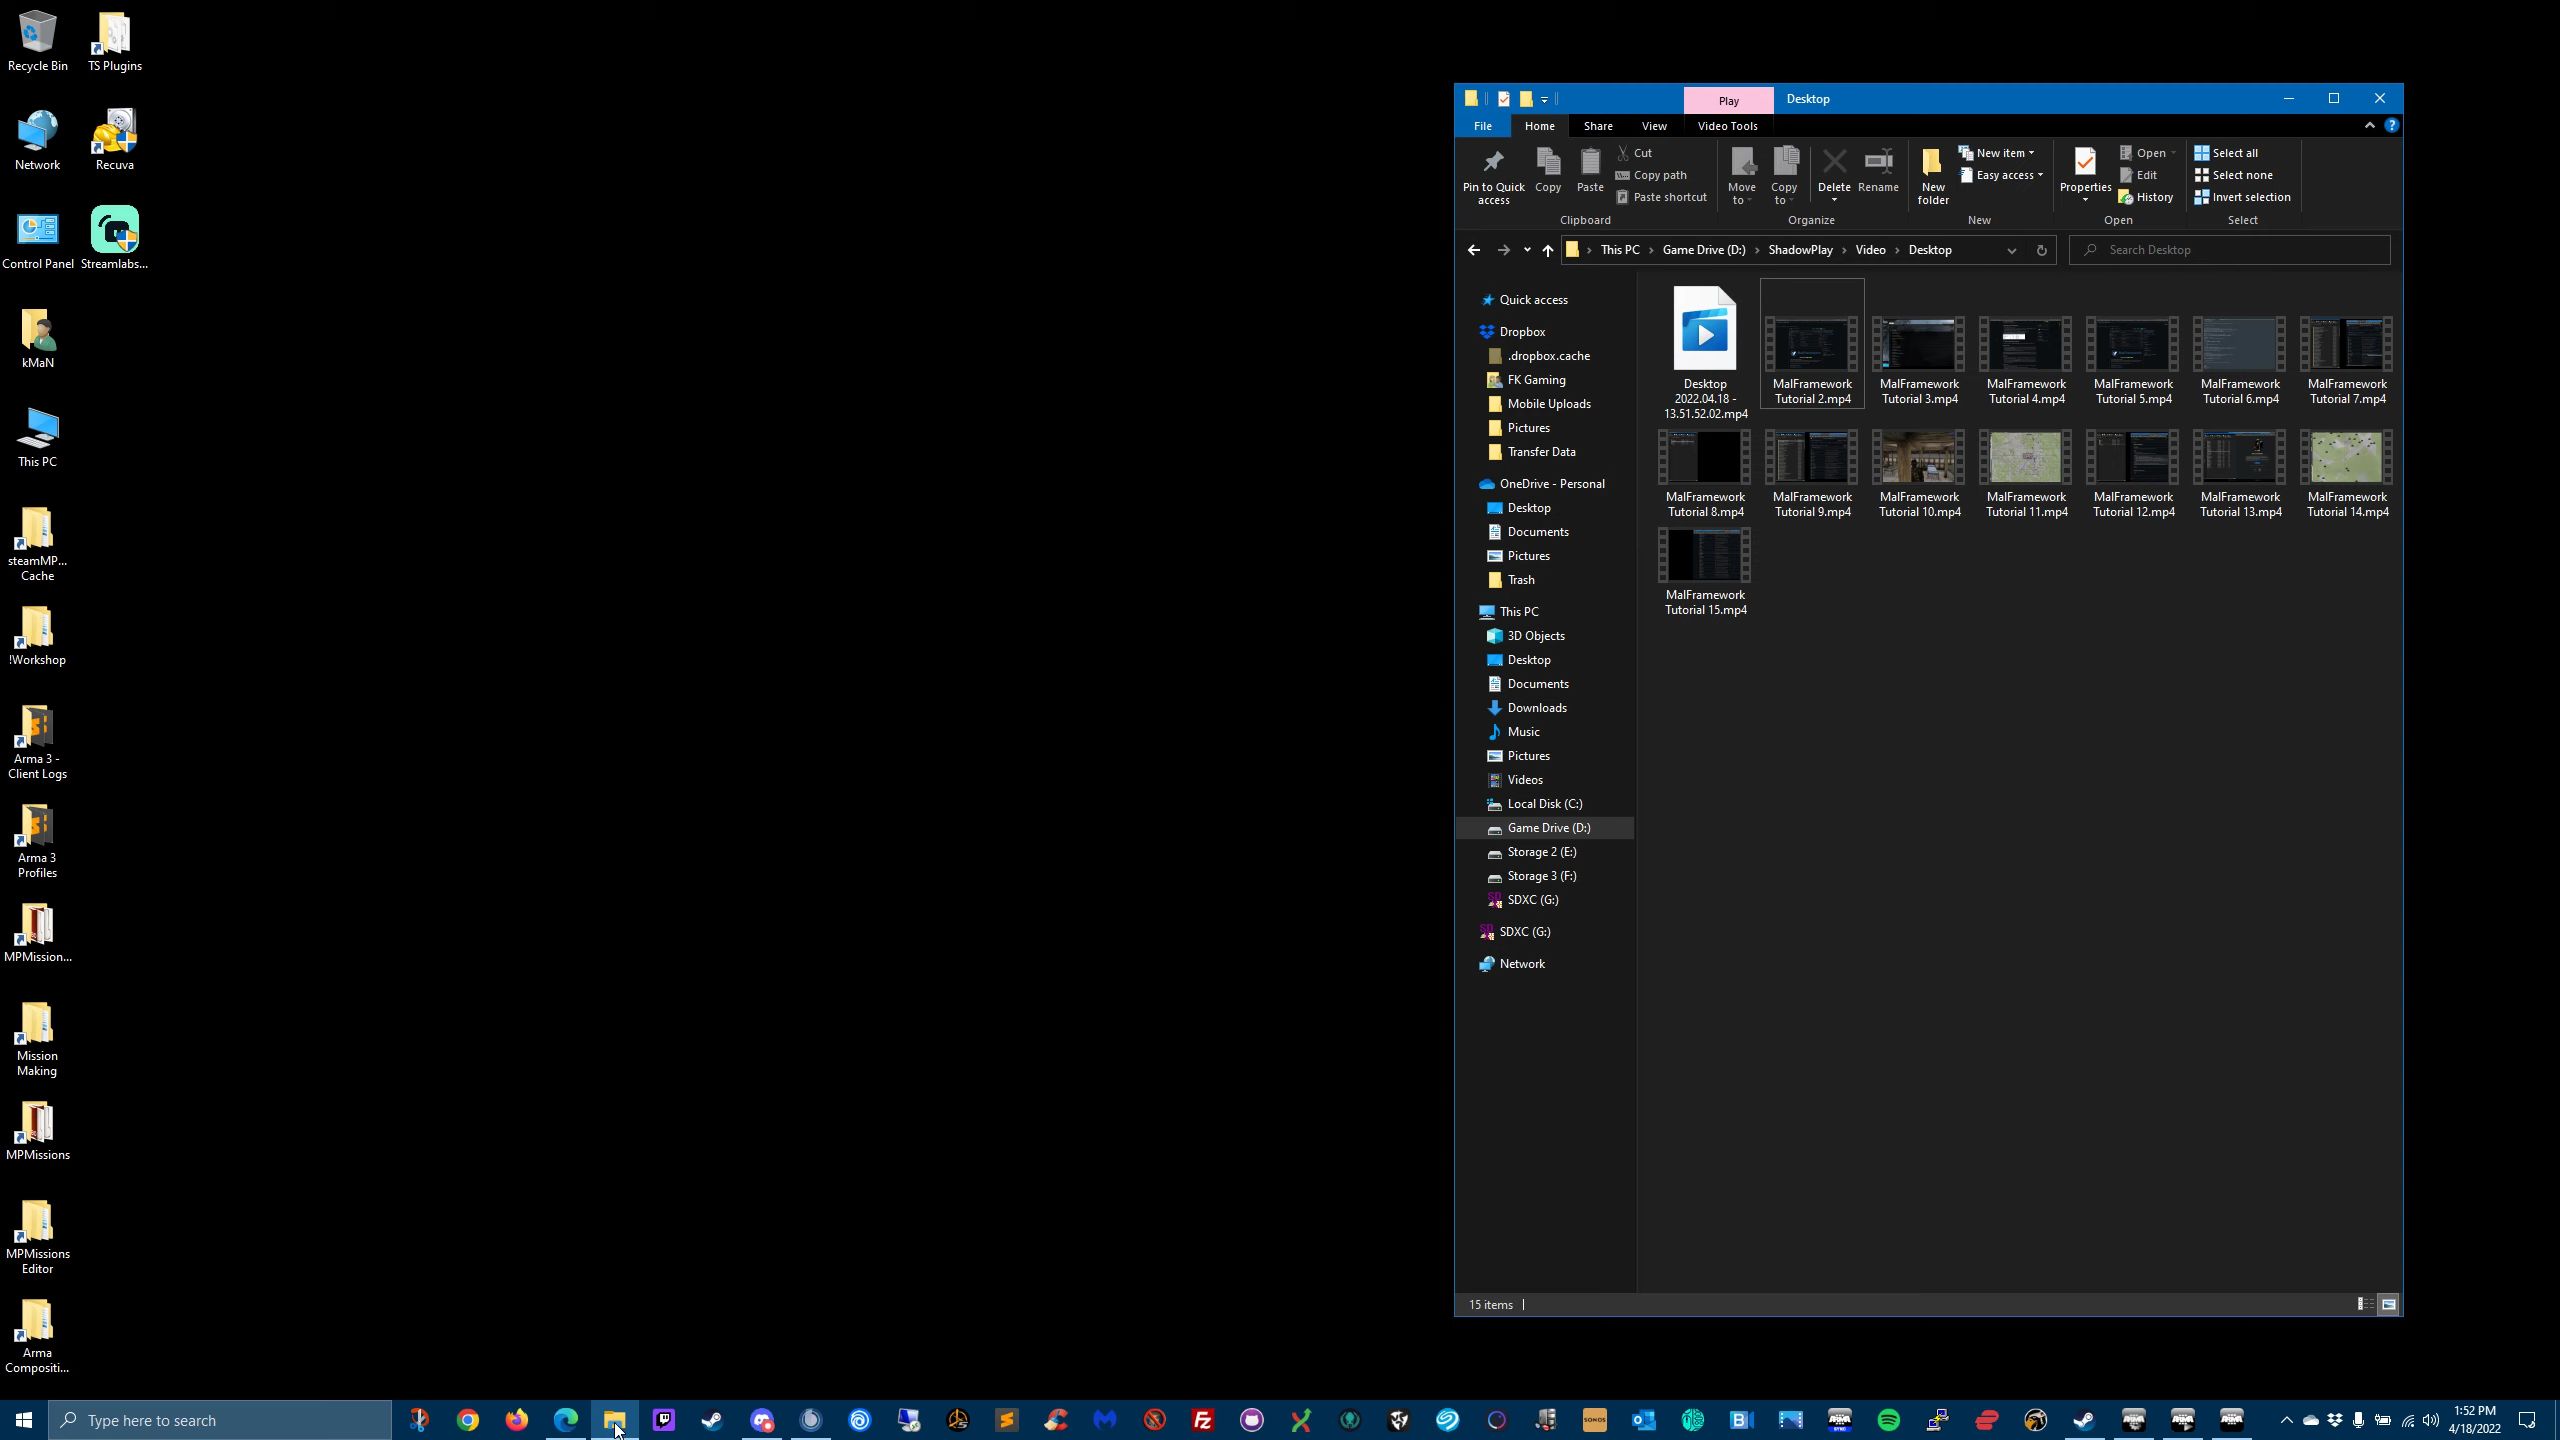 Recycle Bin
TS Plugins
Network
Recuva
Control Panel
Streamlabs...
kMaN
This PC
steamMP...
Cache
!Workshop
Arma 3 -
Client Logs
Arma 3
Profiles
MPMission...
Mission
Making
MPMissions
MPMissions
Editor
Arma
Compositi...
Play
Desktop
File
Home
Share
View
Video Tools
Pin to Quick
access
Copy
Paste
Cut
Copy path
Paste shortcut
Clipboard
Move
to
Copy
to
Delete
Rename
Organize
New
folder
New item
Easy access
New
Properties
Open
Edit
History
Open
Select all
Select none
Invert selection
Select
This PC
Game Drive (D:)
ShadowPlay
Video
Desktop
Search Desktop
Quick access
Dropbox
.dropbox.cache
FK Gaming
Mobile Uploads
Pictures
Transfer Data
OneDrive - Personal
Desktop
Documents
Pictures
Trash
This PC
3D Objects
Desktop
Documents
Downloads
Music
Pictures
Videos
Local Disk (C:)
Game Drive (D:)
Storage 2 (E:)
Storage 3 (F:)
SDXC (G:)
SDXC (G:)
Network
Desktop
2022.04.18 -
13.51.52.02.mp4
MalFramework
Tutorial 2.mp4
MalFramework
Tutorial 3.mp4
MalFramework
Tutorial 4.mp4
MalFramework
Tutorial 5.mp4
MalFramework
Tutorial 6.mp4
MalFramework
Tutorial 7.mp4
MalFramework
Tutorial 8.mp4
MalFramework
Tutorial 9.mp4
MalFramework
Tutorial 10.mp4
MalFramework
Tutorial 11.mp4
MalFramework
Tutorial 12.mp4
MalFramework
Tutorial 13.mp4
MalFramework
Tutorial 14.mp4
MalFramework
Tutorial 15.mp4
15 items
Type here to search
SONOS
1:52 PM
4/18/2022